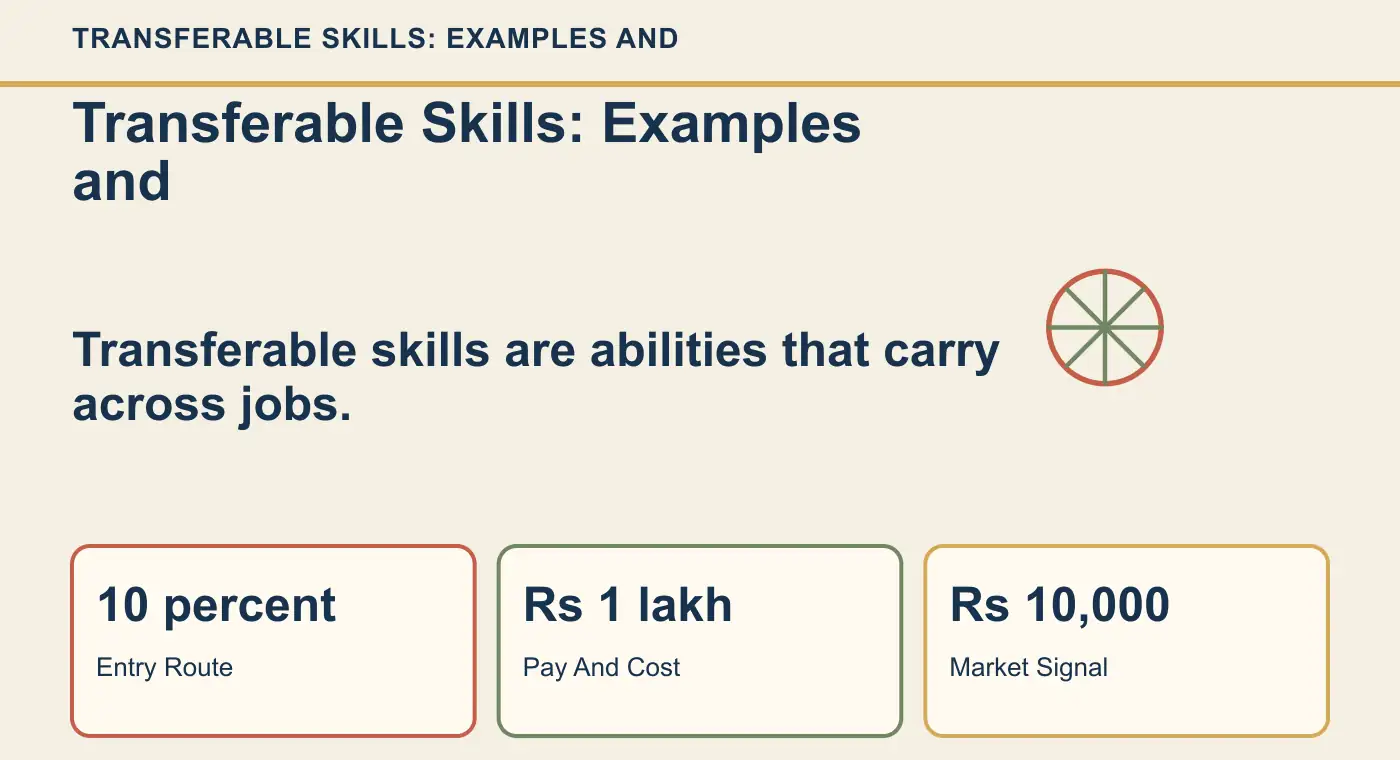 TRANSFERABLE SKILLS: EXAMPLES AND
Transferable Skills: Examples
and
Transferable skills are abilities that carry
across jobs.
10 percent
Entry Route
Rs 1 lakh
Pay And Cost
Rs 10,000
Market Signal